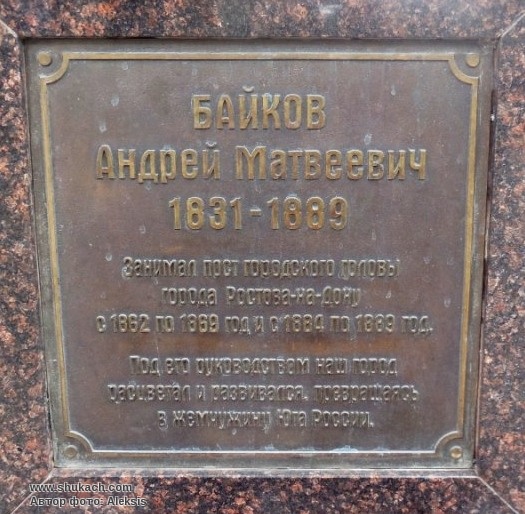 БАЙКОВ
Андрей Матвеевич
1831-1889
Занимал пост городского головы
города Ростова-на-Дону
с 1862 по 1869 год и с 1884 по 1889 год.
Под его руководством наш город
расцветал и развивался, превращаясь
в жемчужину Юга России.
www.shukach.com
Автор фото: Aleksis